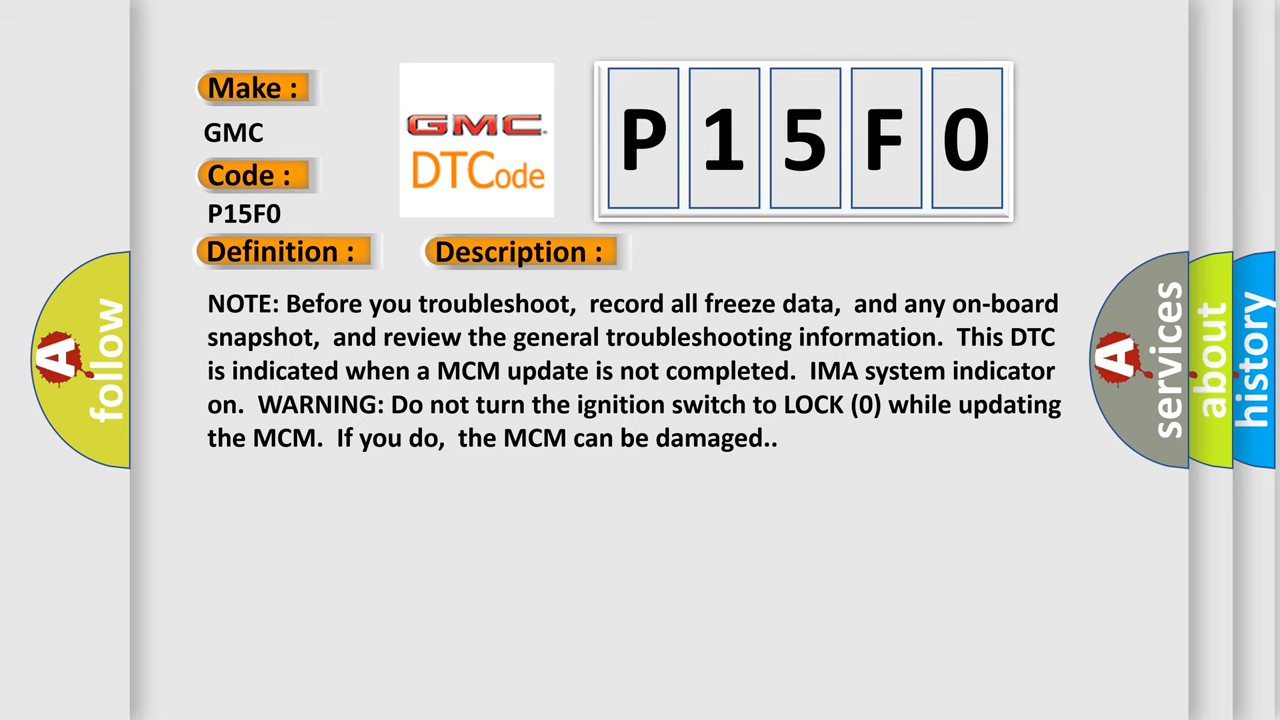 Make :
GMC
Code :
P15F0
Definition :
Description :
GMC
DTCode
P15F0
NOTE: Before you troubleshoot, record all freeze data, and any on-board
snapshot, and review the general troubleshooting information. This DTC
is indicated when a MCM update is not completed. IMA system indicator
on. WARNING: Do not turn the ignition switch to LOCK (0) while updating
the MCM. If you do, the MCM can be damaged..
A
follow
A
services
about
history